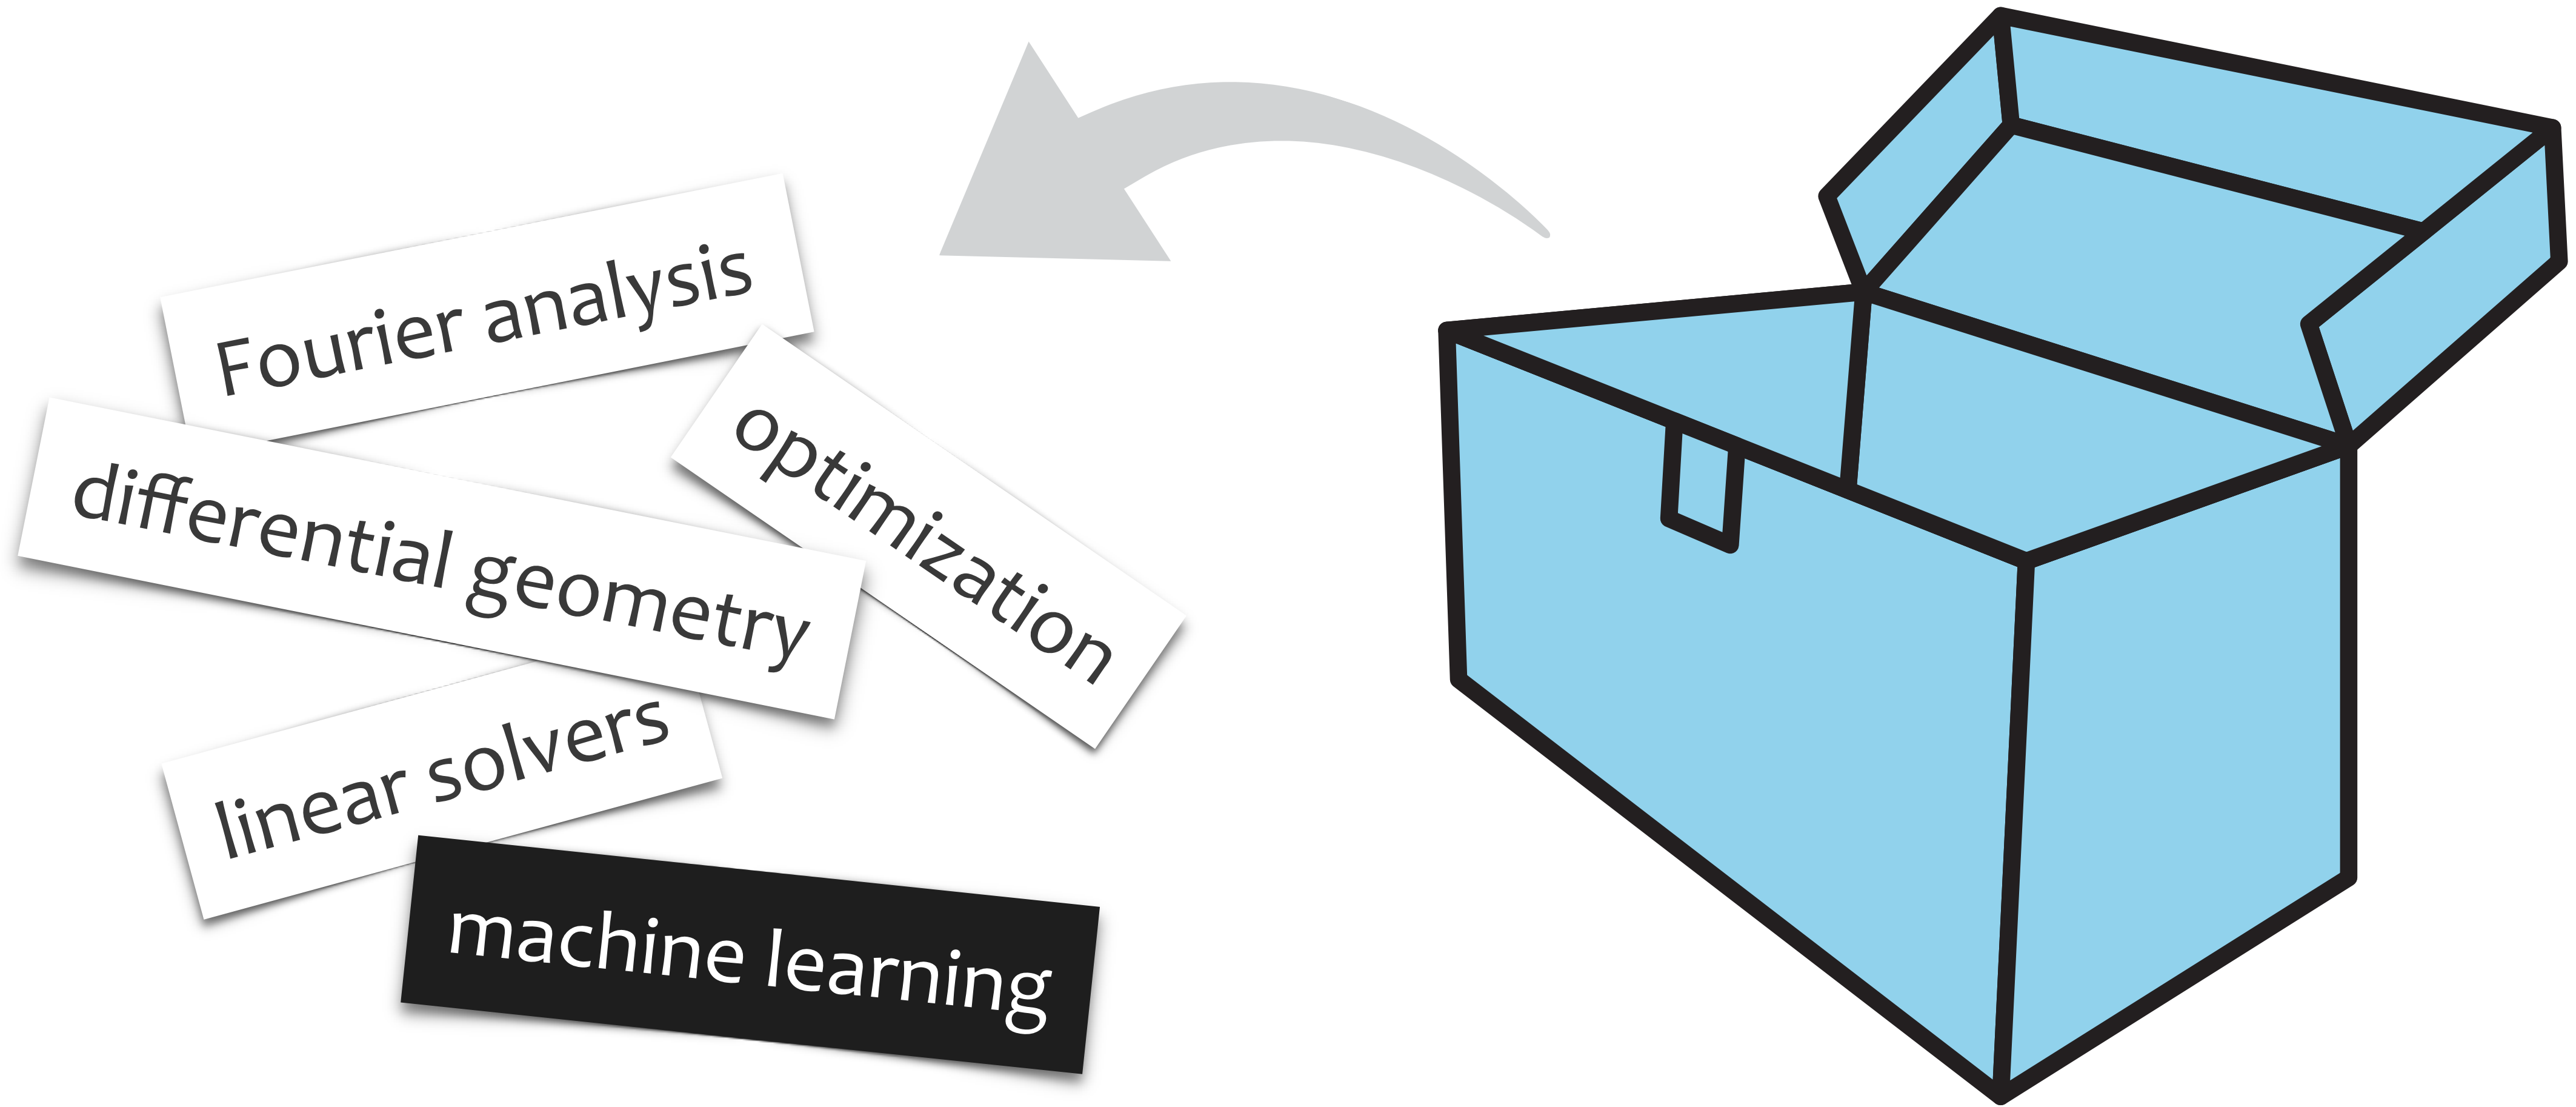 Fourier analysis
optimization
differential geometry
linear solvers
machine learning